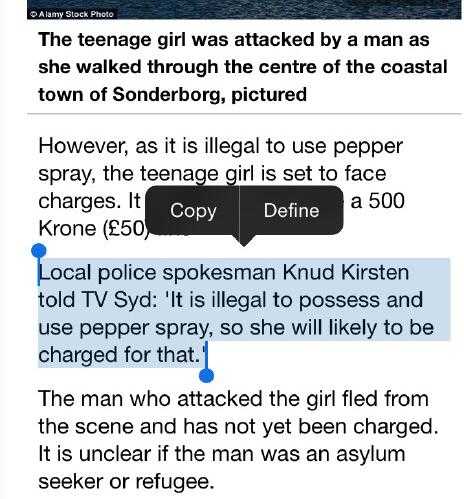 © Alamy Stock Photo
The teenage girl was attacked by a man as
she walked through the centre of the coastal
town of Sonderborg, pictured
However, as it is illegal to use pepper
spray, the teenage girl is set to face
charges. It a 500
Copy Define
Krone (£50)
Local police spokesman Knud Kirsten
told TV Syd: 'It is illegal to possess and
use pepper spray, so she will likely to be
charged for that.'
The man who attacked the girl fled from
the scene and has not yet been charged.
It is unclear if the man was an asylum
seeker or refugee.